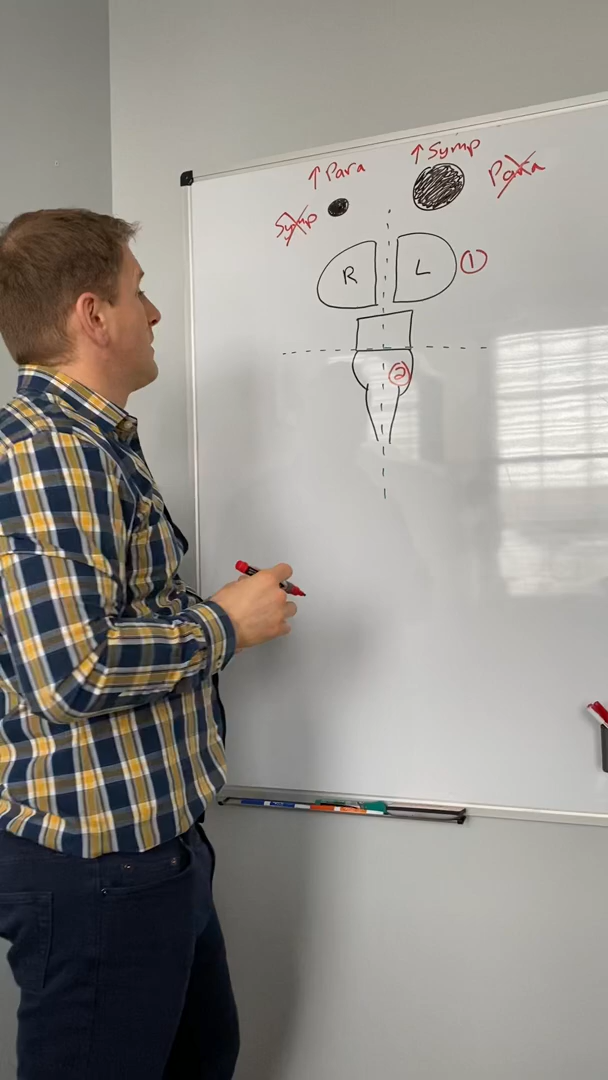 ↑ Para
↑ Symp
Symp
Para
R
L
①
②